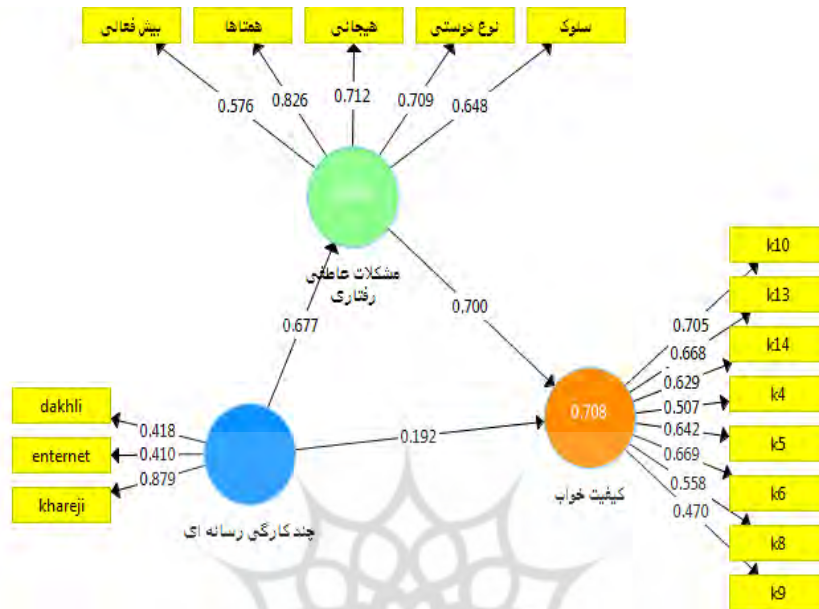 بیش فعالی
همتاها
هیجانی
نوع دوستی
سلوک
0.576
0.826
0.712
0.709
0.648
مشکلات عاطفی
رفتاری
0.677
0.700
0.192
dakhli
enternet
khareji
0.418
0.410
0.879
چند کارگی رسانه ای
0.708
کیفیت خواب
k10
k13
k14
k4
k5
k6
k8
k9
0.705
0.668
0.629
0.507
0.642
0.669
0.558
0.470